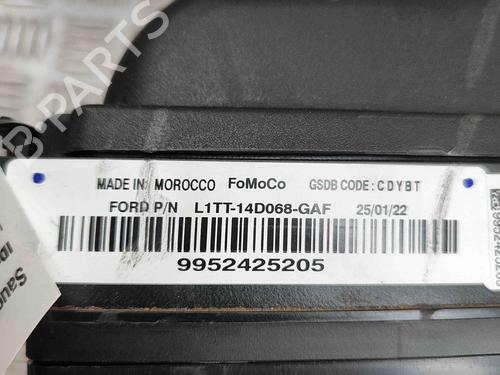 MADE IN: MOROCCO FoMoCo GSDB CODE: CDYBT
FORD P/N L1TT-14D068-GAF 25/01/22
9952425205
B-PARTS